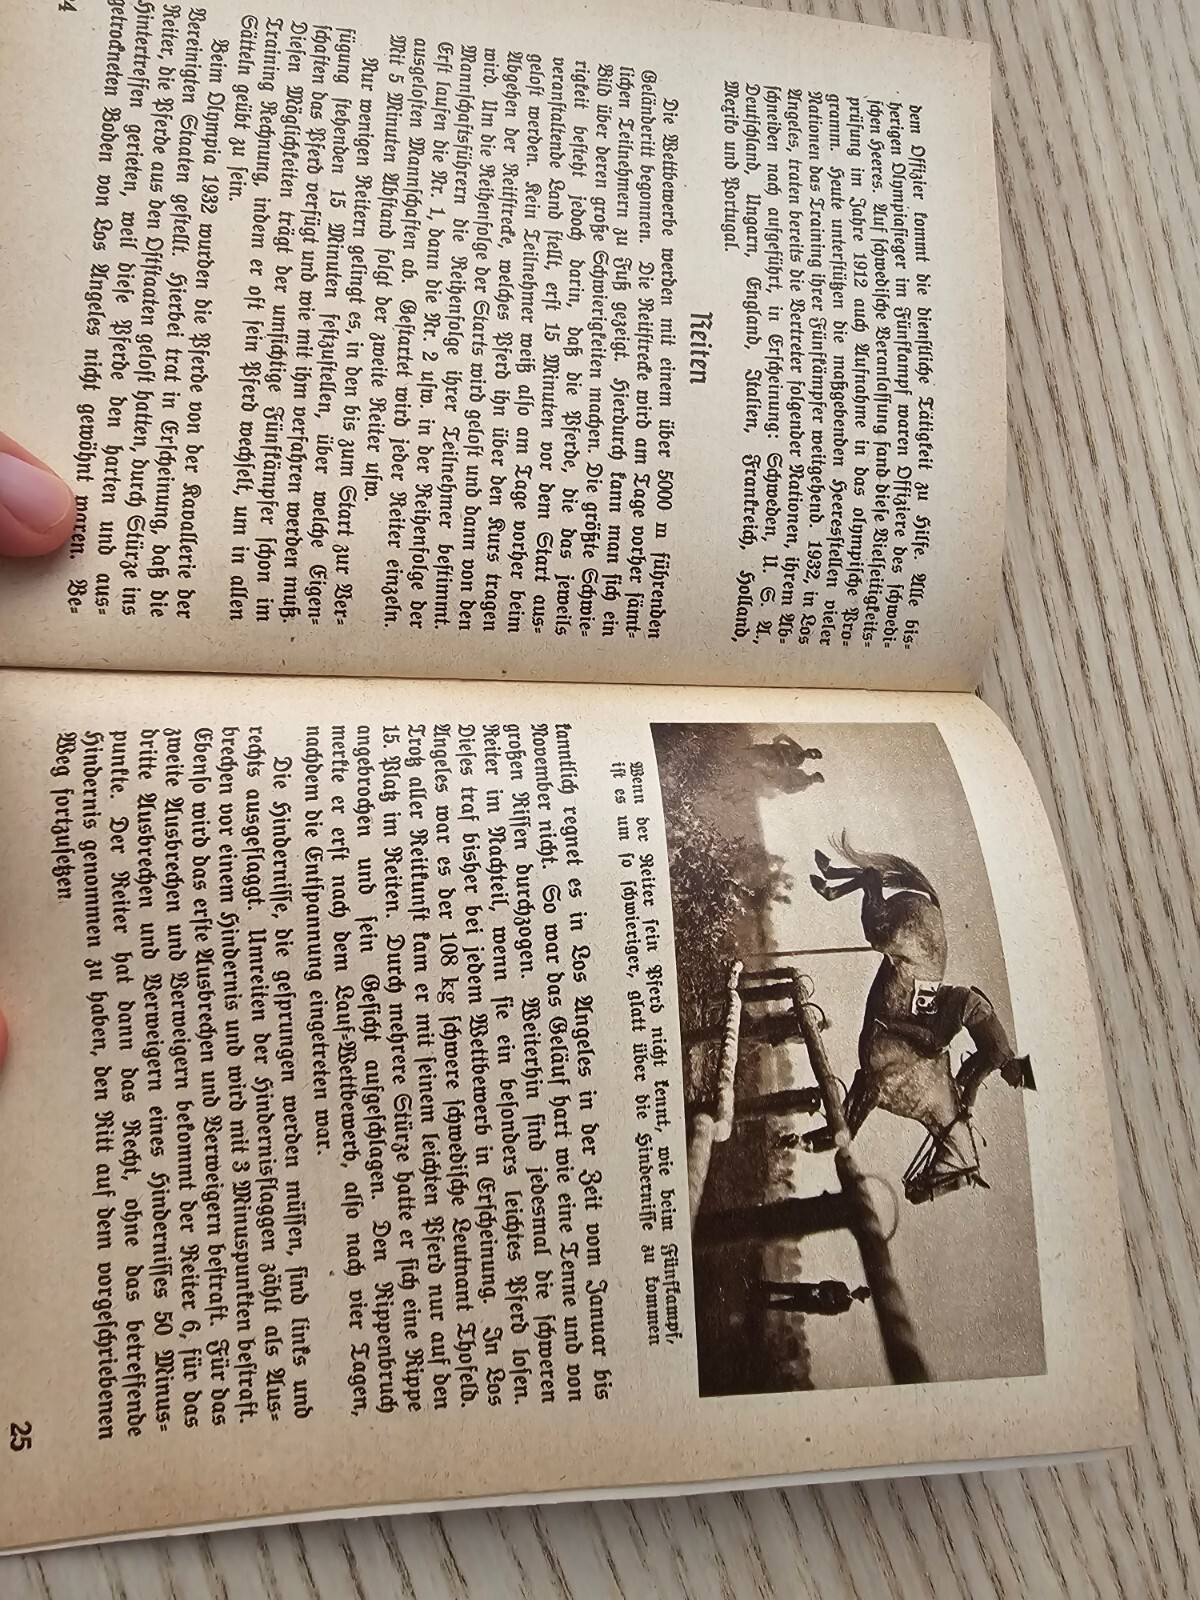 dem Offizier kommt die dienstliche Tätigkeit zu Hilfe. Alle bis-
herigen Olympiasieger im Fünfkampf waren Offiziere des schwedi-
schen Heeres. Auf schwedische Veranlassung fand diese Vielseitigkeits-
prüfung im Jahre 1912 auch Aufnahme in das olympische Pro-
gramm. Heute unterstützen die maßgebenden Heeresstellen vieler
Nationen das Training ihrer Fünfkämpfer weitgehend. 1932, in Los
Angeles, traten bereits die Vertreter folgender Nationen, ihrem Ab-
schneiden nach aufgeführt, in Erscheinung: Schweden, U. S. A.,
Deutschland, Ungarn, England, Italien, Frankreich, Holland,
Mexiko und Portugal.
Reiten
Die Wettbewerbe werden mit einem über 5000 m führenden
Geländeritt begonnen. Die Reitstrecke wird am Tage vorher sämt-
lichen Teilnehmern zu Fuß gezeigt. Hierdurch kann man sich ein
Bild über deren große Schwierigkeiten machen. Die größte Schwie-
rigkeit besteht jedoch darin, daß die Pferde, die das jeweils
veranstaltende Land stellt, erst 15 Minuten vor dem Start aus-
gelost werden. Kein Teilnehmer weiß also am Tage vorher beim
Abgehen der Reitstrecke, welches Pferd ihn über den Kurs tragen
wird. Um die Reihenfolge der Starts wird gelost und dann von den
Mannschaftsführern die Reihenfolge ihrer Teilnehmer bestimmt.
Erst laufen die Nr. 1, dann die Nr. 2 usw. in der Reihenfolge der
ausgelosten Mannschaften ab. Gestartet wird jeder Reiter einzeln.
Mit 5 Minuten Abstand folgt der zweite Reiter usw.
Nur wenigen Reitern gelingt es, in den bis zum Start zur Ver-
fügung stehenden 15 Minuten festzustellen, über welche Eigen-
schaften das Pferd verfügt und wie mit ihm verfahren werden muß.
Diesen Möglichkeiten trägt der umsichtige Fünfkämpfer schon im
Training Rechnung, indem er oft sein Pferd wechselt, um in allen
Sätteln geübt zu sein.
Beim Olympia 1932 wurden die Pferde von der Kavallerie der
Vereinigten Staaten gestellt. Hierbei trat in Erscheinung, daß die
Reiter, die Pferde aus den Oststaaten gelost hatten, durch Stürze ins
Hintertreffen gerieten, weil diese Pferde den harten und aus-
getrockneten Boden von Los Angeles nicht gewöhnt waren. Be-
Wenn der Reiter sein Pferd nicht kennt, wie beim Fünfkampf,
ist es um so schwieriger, glatt über die Hindernisse zu kommen
kanntlich regnet es in Los Angeles in der Zeit vom Januar bis
November nicht. So war das Geläuf hart wie eine Tenne und von
großen Rissen durchzogen. Weiterhin sind jedesmal die schweren
Reiter im Nachteil, wenn sie ein besonders leichtes Pferd losen.
Dieses traf bisher bei jedem Wettbewerb in Erscheinung. In Los
Angeles war es der 108 kg schwere schwedische Leutnant Thofeld.
Trotz aller Reitkunst kam er mit seinem leichten Pferd nur auf den
15. Platz im Reiten. Durch mehrere Stürze hatte er sich eine Rippe
angebrochen und sein Gesicht aufgeschlagen. Den Rippenbruch
merkte er erst nach dem Lauf-Wettbewerb, also nach vier Tagen,
nachdem die Entspannung eingetreten war.
Die Hindernisse, die gesprungen werden müssen, sind links und
rechts ausgeflaggt. Umreiten der Hindernisflaggen zählt als Aus-
brechen vor einem Hindernis und wird mit 3 Minuspunkten bestraft.
Ebenso wird das erste Ausbrechen und Verweigern bestraft. Für das
zweite Ausbrechen und Verweigern bekommt der Reiter 6, für das
dritte Ausbrechen und Verweigern eines Hindernisses 50 Minus-
punkte. Der Reiter hat dann das Recht, ohne das betreffende
Hindernis genommen zu haben, den Ritt auf dem vorgeschriebenen
Weg fortzusetzen.
25